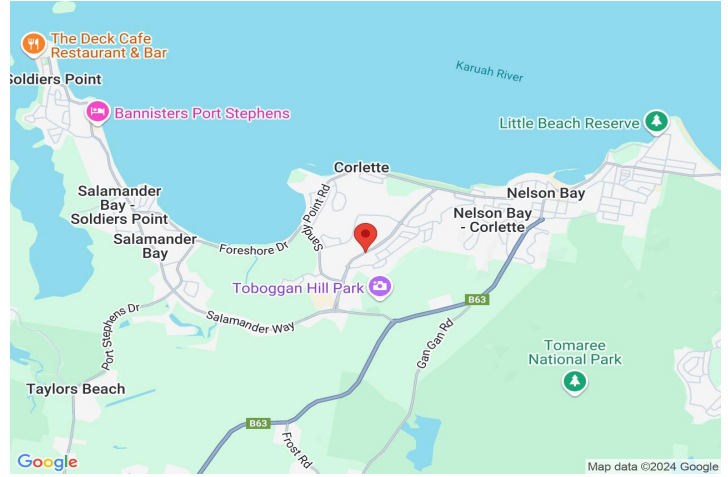 The Deck Cafe
Restaurant & Bar
Soldiers Point
Bannisters Port Stephens
Karuah River
Little Beach Reserve
Corlette
Salamander
Bay -
Soldiers Point
Nelson Bay
Nelson Bay
- Corlette
Sandy Point Rd
Salamander
Bay
Foreshore Dr
Toboggan Hill Park
B63
Salamander Way
Port Stephens Dr
Gan Gan Rd
Tomaree
National Park
Taylors Beach
B63
Frost Rd
Google
Map data ©2024 Google